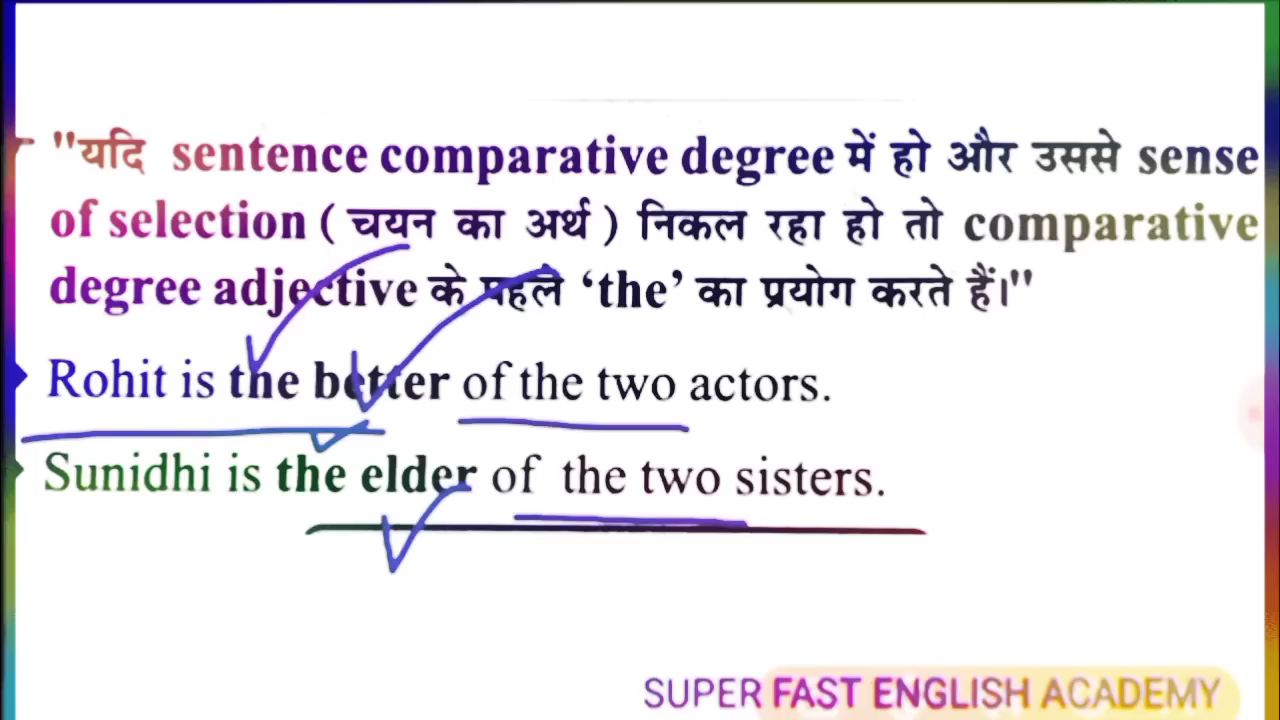 "यदि sentence comparative degree में हो और उससे sense
of selection ( चयन का अर्थ ) निकल रहा हो तो comparative
degree adjective के पहले ‘the’ का प्रयोग करते हैं।"
Rohit is the better of the two actors.
Sunidhi is the elder of the two sisters.
SUPER FAST ENGLISH ACADEMY